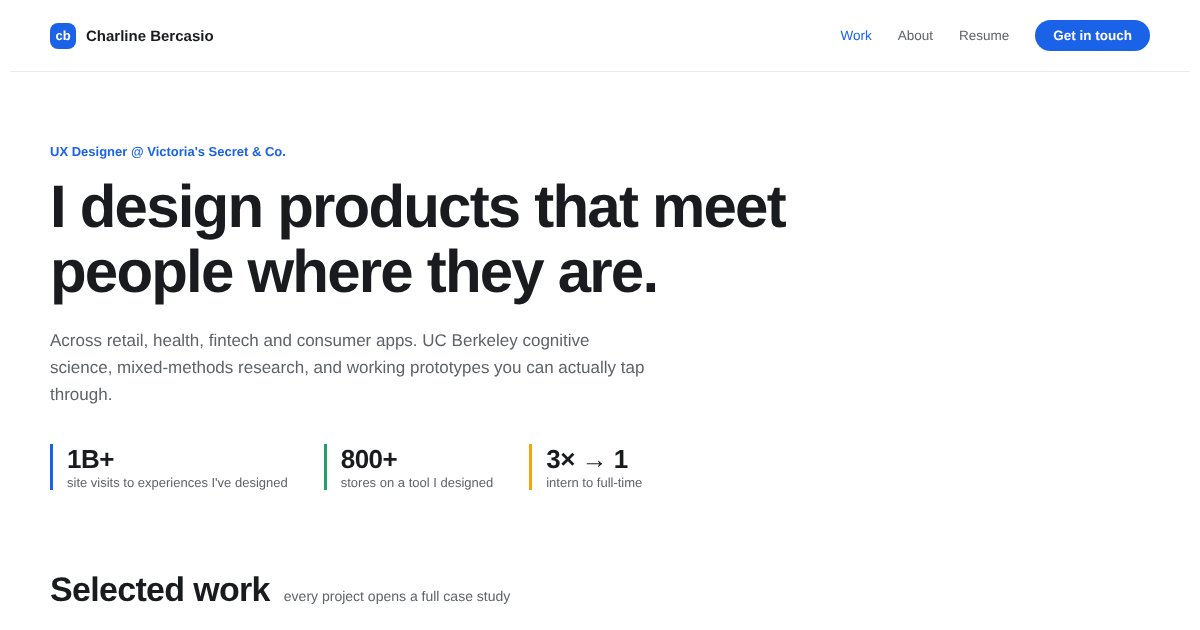 cb Charline Bercasio
Work About Resume Get in touch
UX Designer @ Victoria's Secret & Co.
I design products that meet
people where they are.
Across retail, health, fintech and consumer apps. UC Berkeley cognitive
science, mixed-methods research, and working prototypes you can actually tap
through.
1B+
site visits to experiences I've designed
800+
stores on a tool I designed
3× → 1
intern to full-time
Selected work every project opens a full case study